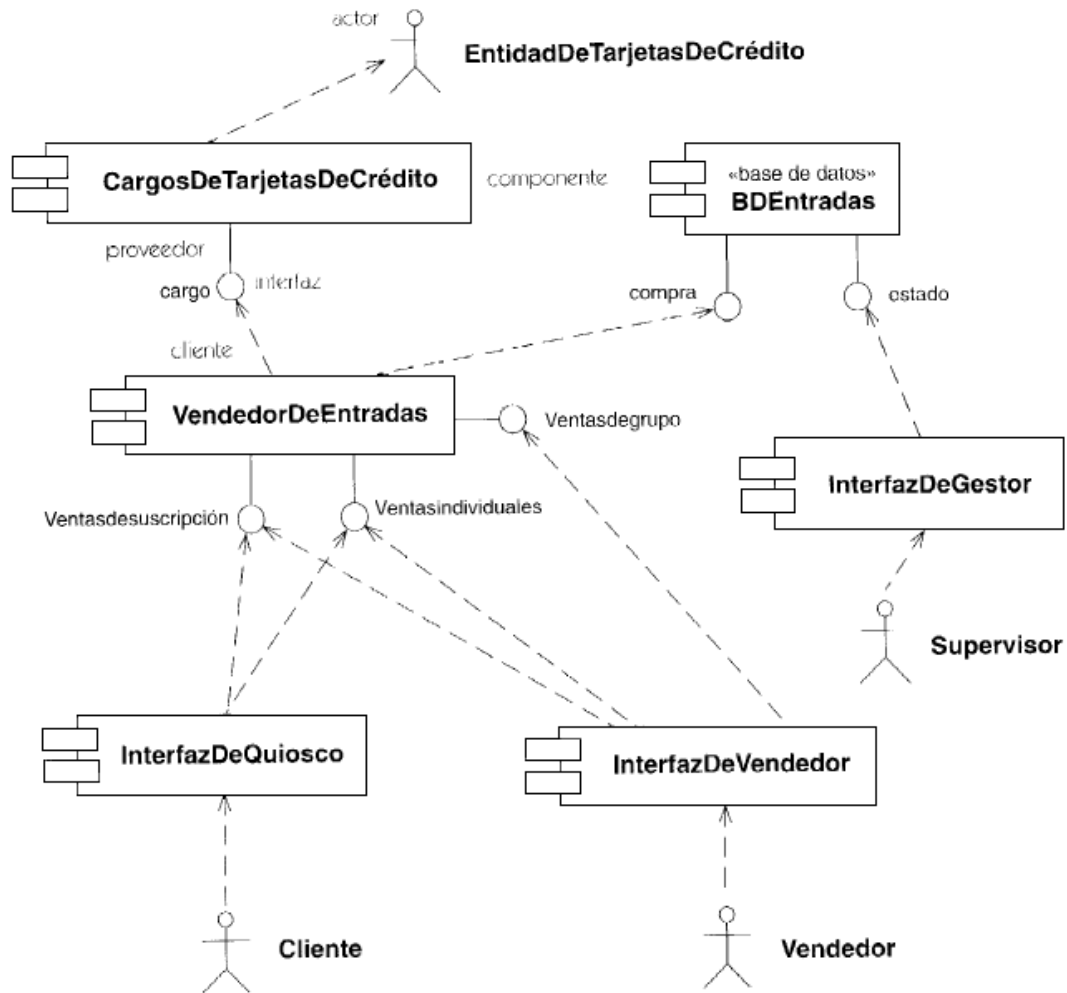 actor
EntidadDeTarjetasDeCrédito
CargosDeTarjetasDeCrédito
componente
«base de datos»
BDEntradas
proveedor
cargo
interfaz
compra
estado
cliente
VendedorDeEntradas
Ventasdegrupo
InterfazDeGestor
Ventasdesuscripción
Ventasindividuales
Supervisor
InterfazDeQuiosco
InterfazDeVendedor
Cliente
Vendedor